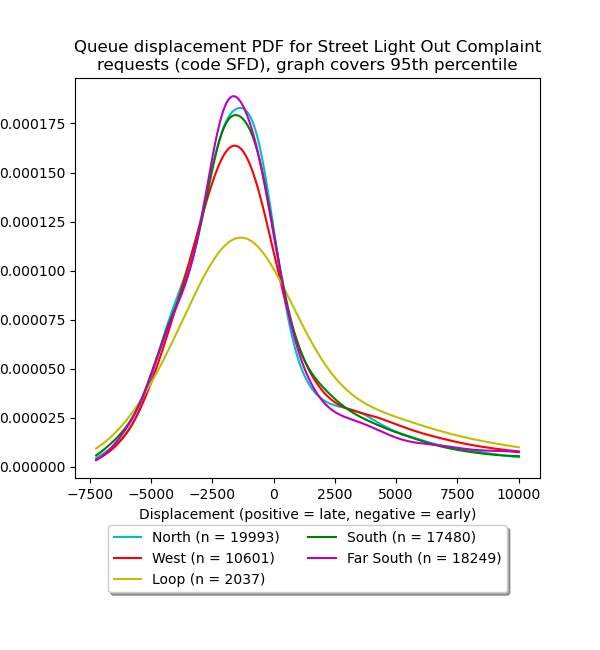 Queue displacement PDF for Street Light Out Complaint
requests (code SFD), graph covers 95th percentile
0.000175
0.000150
0.000125
0.000100
0.000075
0.000050
0.000025
0.000000
−7500 −5000 −2500 0 2500 5000 7500 10000
Displacement (positive = late, negative = early)
North (n = 19993) South (n = 17480)
West (n = 10601) Far South (n = 18249)
Loop (n = 2037)